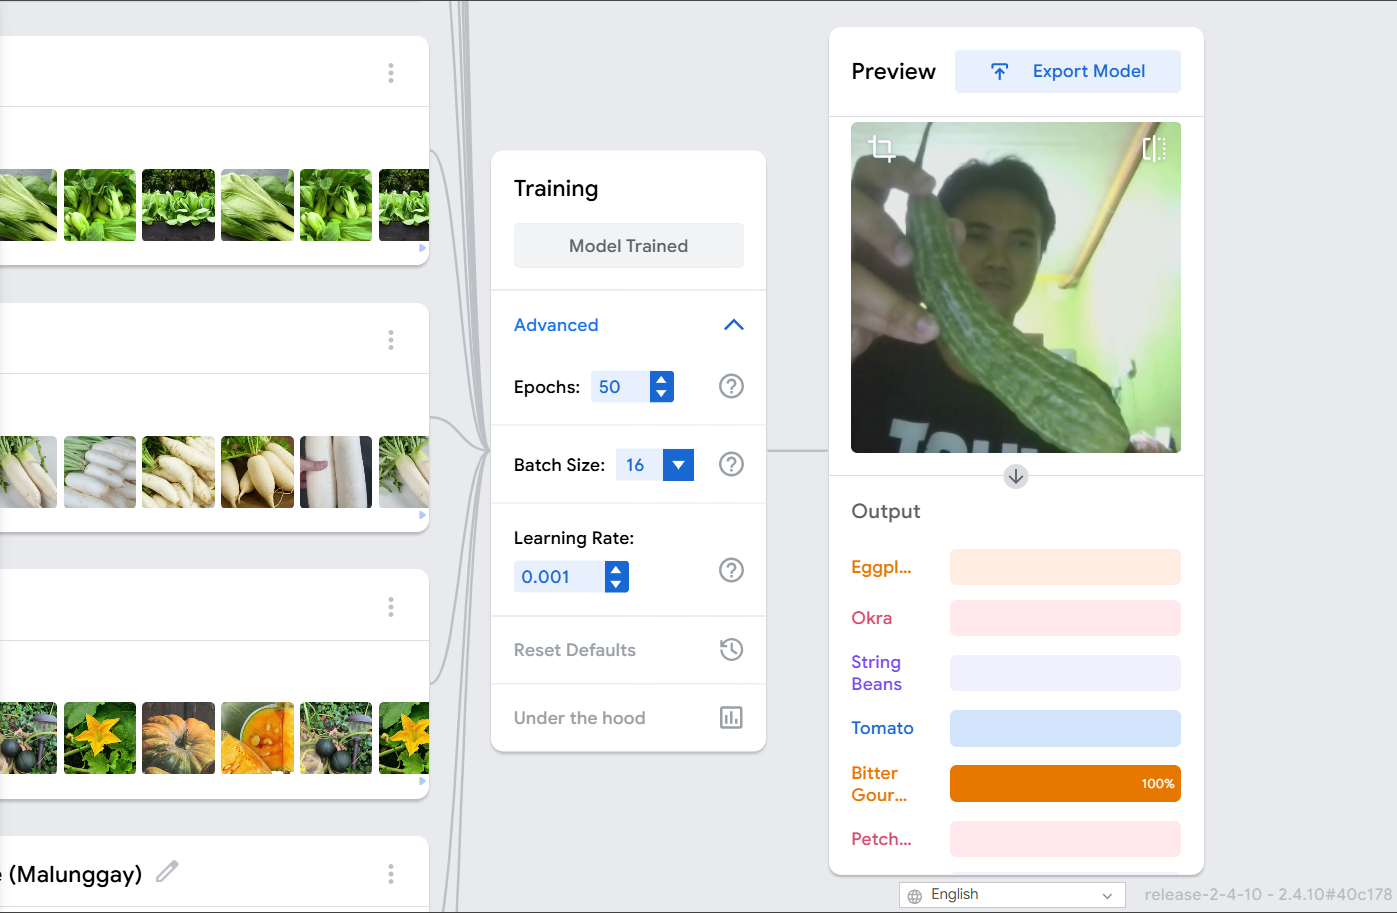 (Malunggay)
Training
Model Trained
Advanced
Epochs: 50
Batch Size: 16
Learning Rate:
0.001
Reset Defaults
Under the hood
Preview
Export Model
Output
Eggpl...
Okra
String
Beans
Tomato
Bitter
Gour...
100%
Petch...
English
release-2-4-10 - 2.4.10#40c178